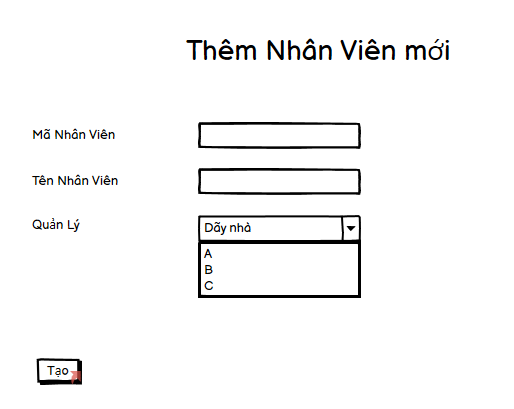 Thêm Nhân Viên mới
Mã Nhân Viên
Tên Nhân Viên
Quản Lý
Dãy nhà
A
B
C
Tạo